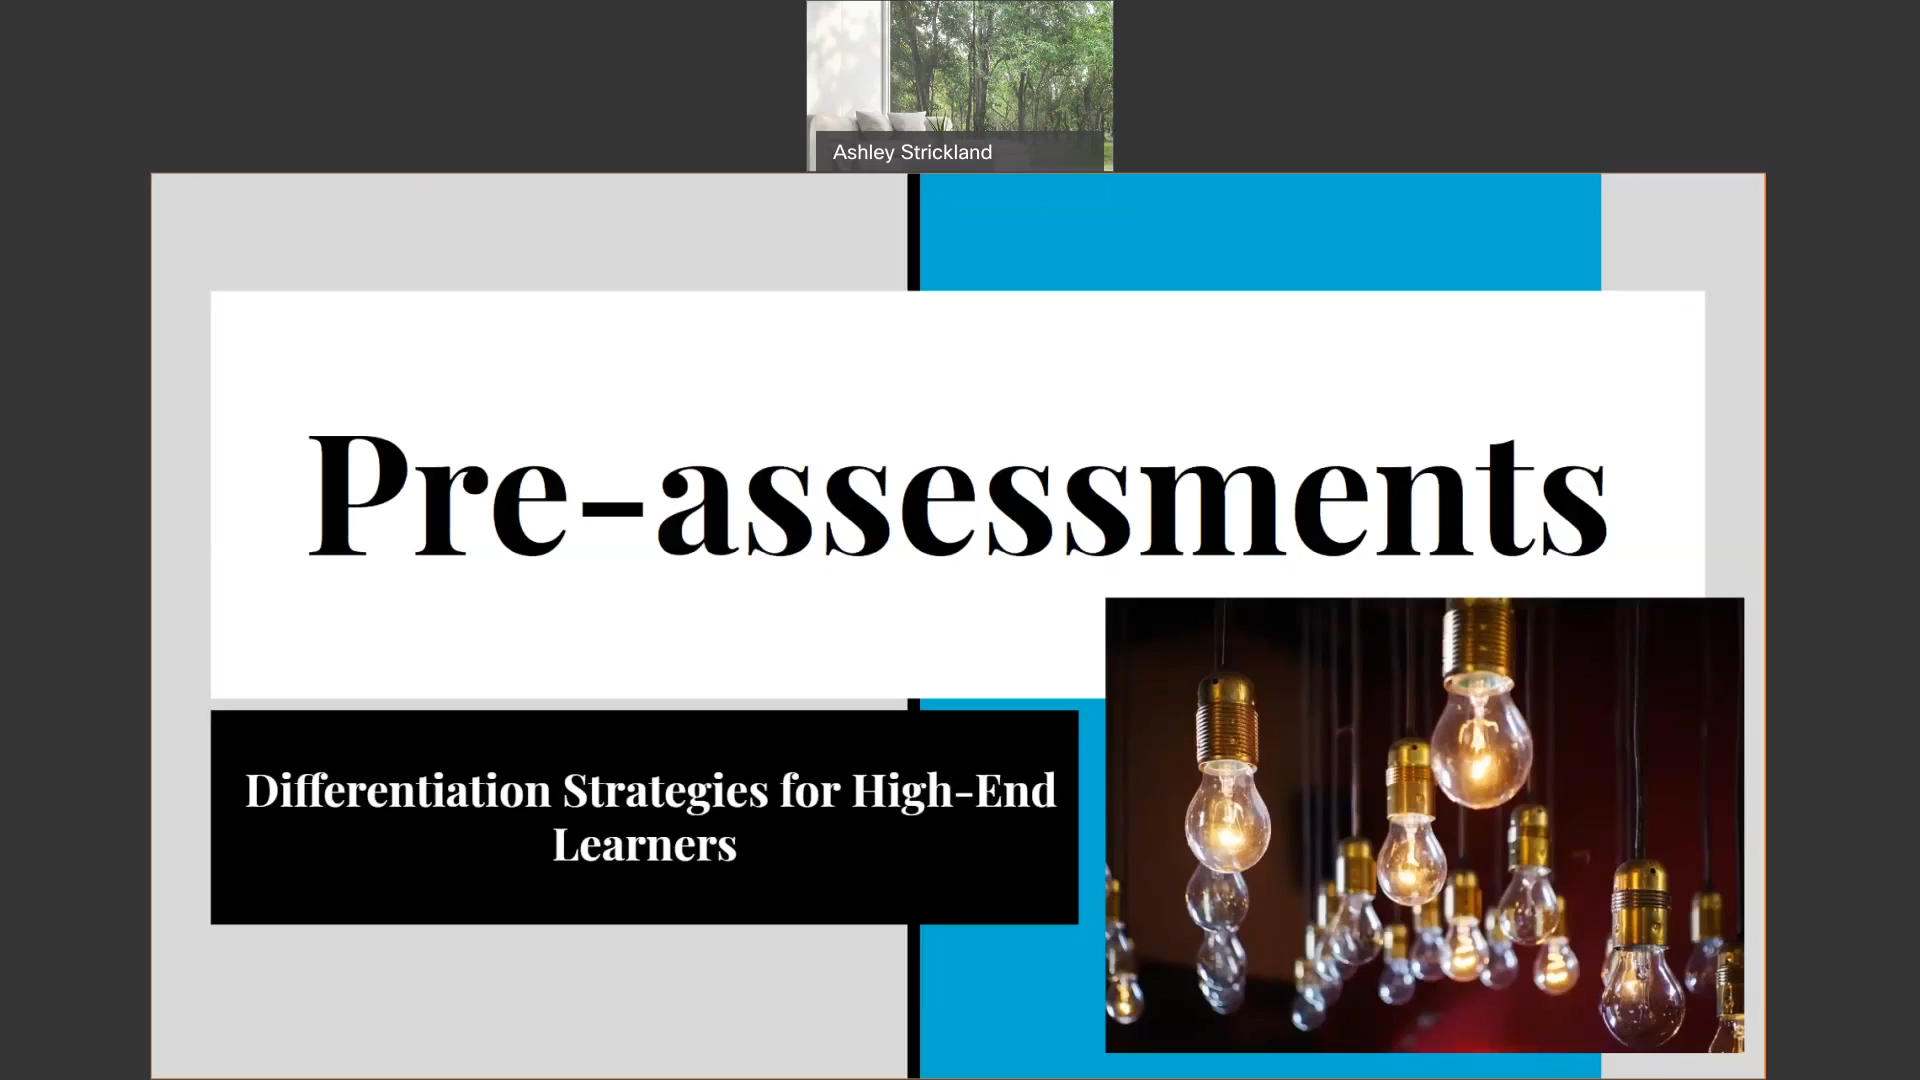 Ashley Strickland
Pre-assessments
Differentiation Strategies for High-End
Learners